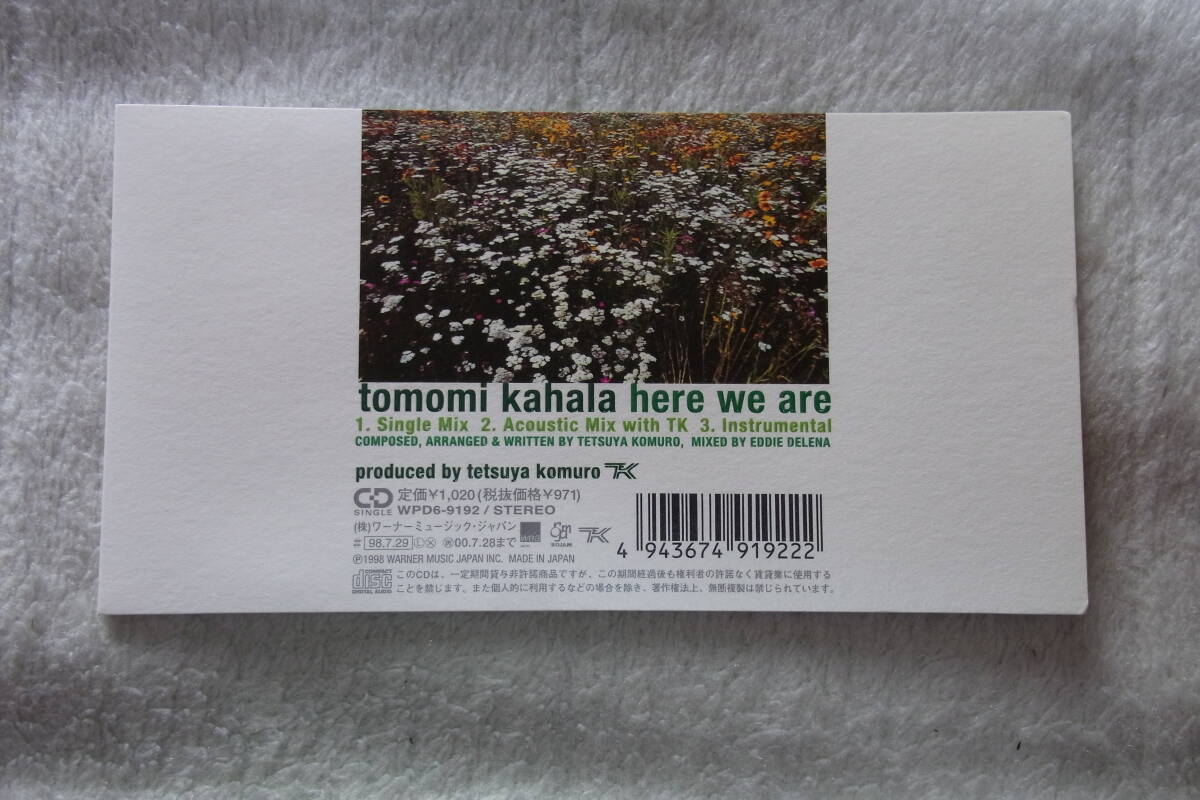 tomomi kahala here we are
1. Single Mix 2. Acoustic Mix with TK 3. Instrumental
COMPOSED, ARRANGED & WRITTEN BY TETSUYA KOMURO, MIXED BY EDDIE DELENA
produced by tetsuya komuro TK
CD SINGLE 定価¥1,020(税抜価格¥971)
WPD6-9192 / STEREO
(株)ワーナーミュージック・ジャパン
# 98.7.29 Ⓛ 00.7.28まで
℗1998 WARNER MUSIC JAPAN INC. MADE IN JAPAN
TK
4 943674 919222
COMPACT disc DIGITAL AUDIO
このCDは、一定期間貸与非許諾商品ですが、この期間経過後も権利者の許諾なく賃貸業に使用する
ことを禁じます。また個人的に利用するなどの場合を除き、著作権法上、無断複製は禁じられています。